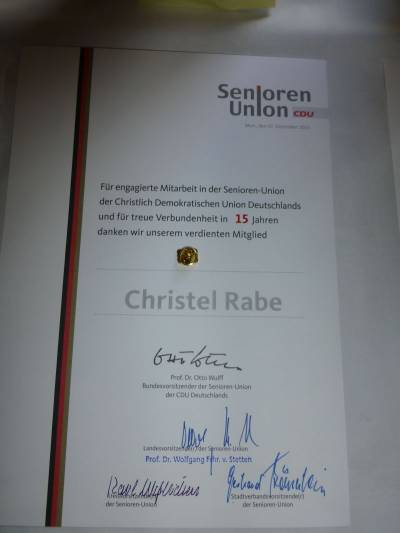 Senioren
Union CDU
Für engagierte Mitarbeit in der Senioren-Union
der Christlich Demokratischen Union Deutschlands
und für treue Verbundenheit in 15 Jahren
danken wir unserem verdienten Mitglied
Christel Rabe
Prof. Dr. Otto Wulff
Bundesvorsitzender der Senioren-Union
der CDU Deutschlands
Landesvorsitzender der Senioren-Union
Prof. Dr. Wolfgang Frhr. v. Stetten
der Senioren-Union
Stadtverbandsvorsitzende(r)
der Senioren-Union